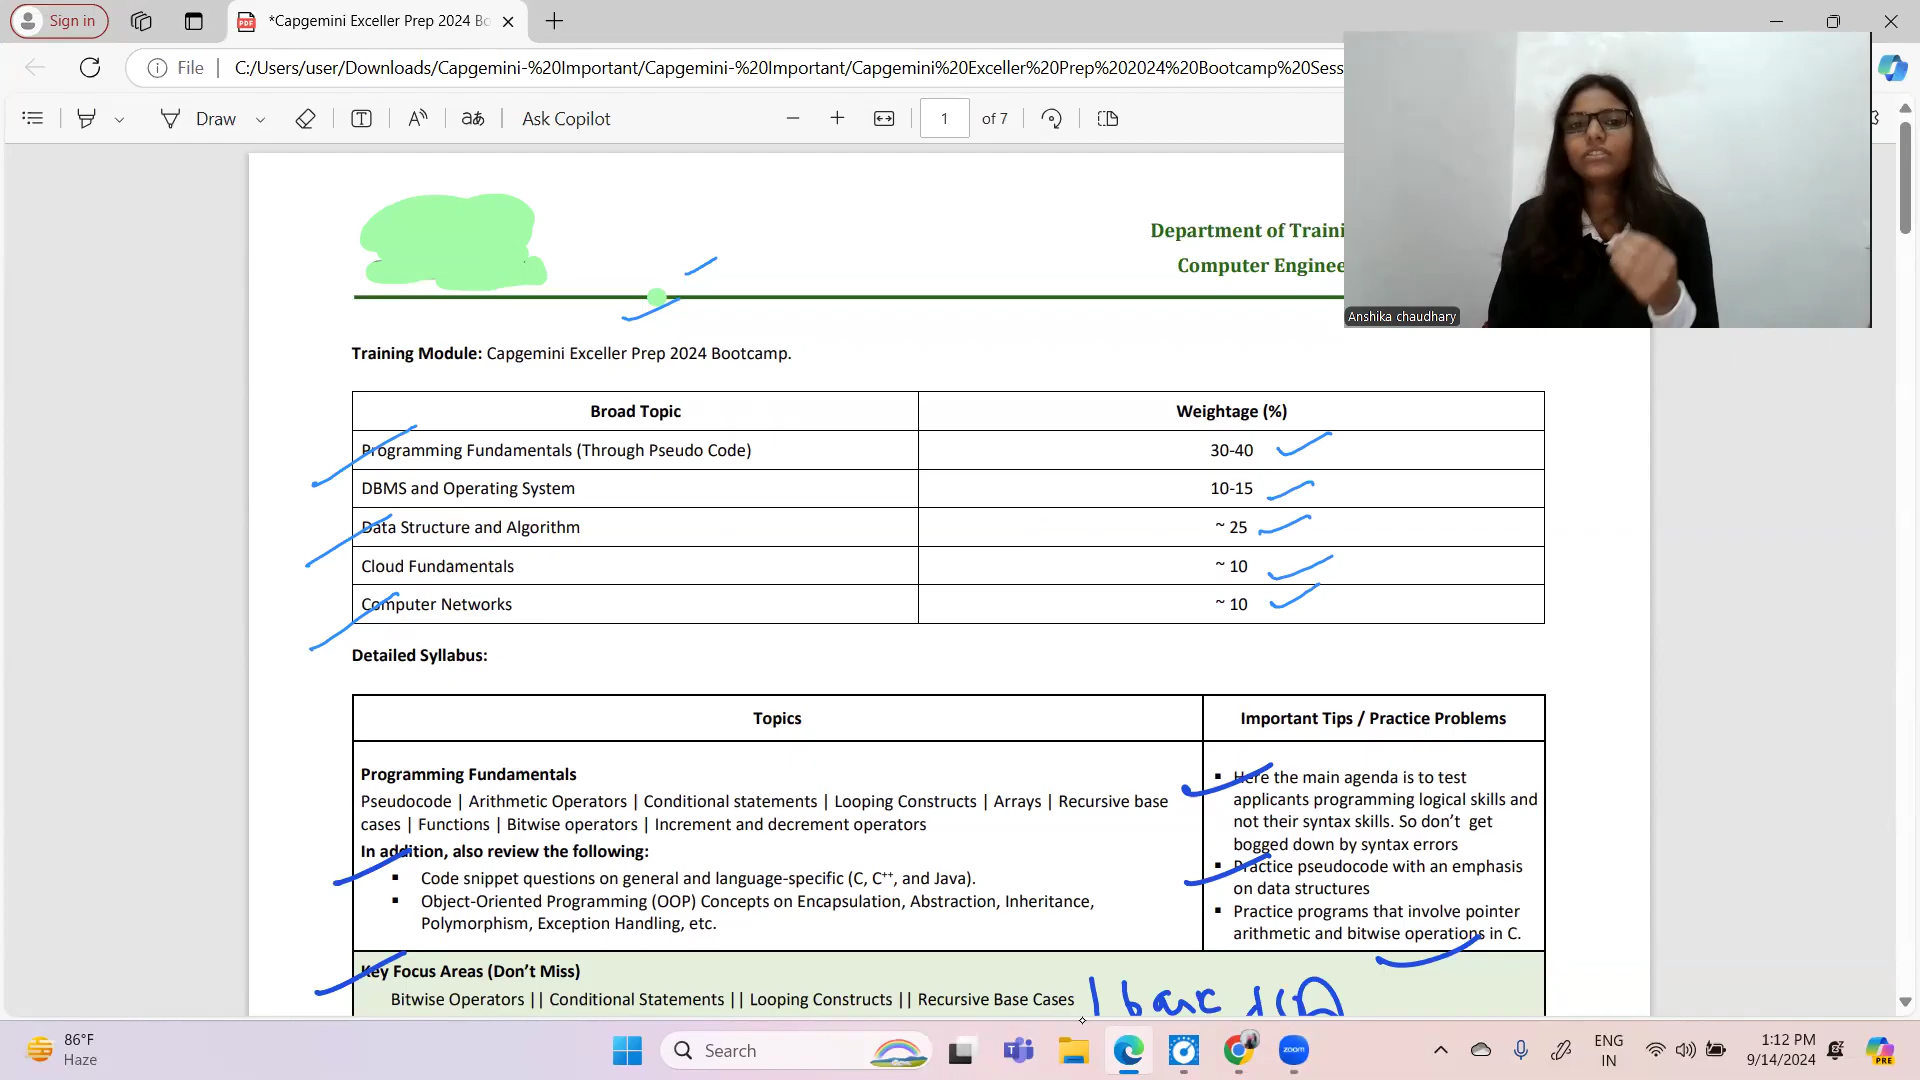 Sign in
*Capgemini Exceller Prep 2024 Bo
File
C:/Users/user/Downloads/Capgemini-%20Important/Capgemini-%20Important/Capgemini%20Exceller%20Prep%202024%20Bootcamp%20Sess
Draw
Ask Copilot
1 of 7
Department of Traini
Computer Enginee
Anshika chaudhary
Training Module: Capgemini Exceller Prep 2024 Bootcamp.
Broad Topic Weightage (%)
Programming Fundamentals (Through Pseudo Code) 30-40
DBMS and Operating System 10-15
Data Structure and Algorithm ~ 25
Cloud Fundamentals ~ 10
Computer Networks ~ 10
Detailed Syllabus:
Topics
Important Tips / Practice Problems
Programming Fundamentals
Pseudocode | Arithmetic Operators | Conditional statements | Looping Constructs | Arrays | Recursive base
cases | Functions | Bitwise operators | Increment and decrement operators
In addition, also review the following:
▪ Code snippet questions on general and language-specific (C, C++, and Java).
▪ Object-Oriented Programming (OOP) Concepts on Encapsulation, Abstraction, Inheritance,
Polymorphism, Exception Handling, etc.
▪ Here the main agenda is to test
applicants programming logical skills and
not their syntax skills. So don't get
bogged down by syntax errors
▪ Practice pseudocode with an emphasis
on data structures
▪ Practice programs that involve pointer
arithmetic and bitwise operations in C.
Key Focus Areas (Don't Miss)
Bitwise Operators || Conditional Statements || Looping Constructs || Recursive Base Cases
86°F
Haze
Search
zoom
ENG
IN
1:12 PM
9/14/2024
PRE